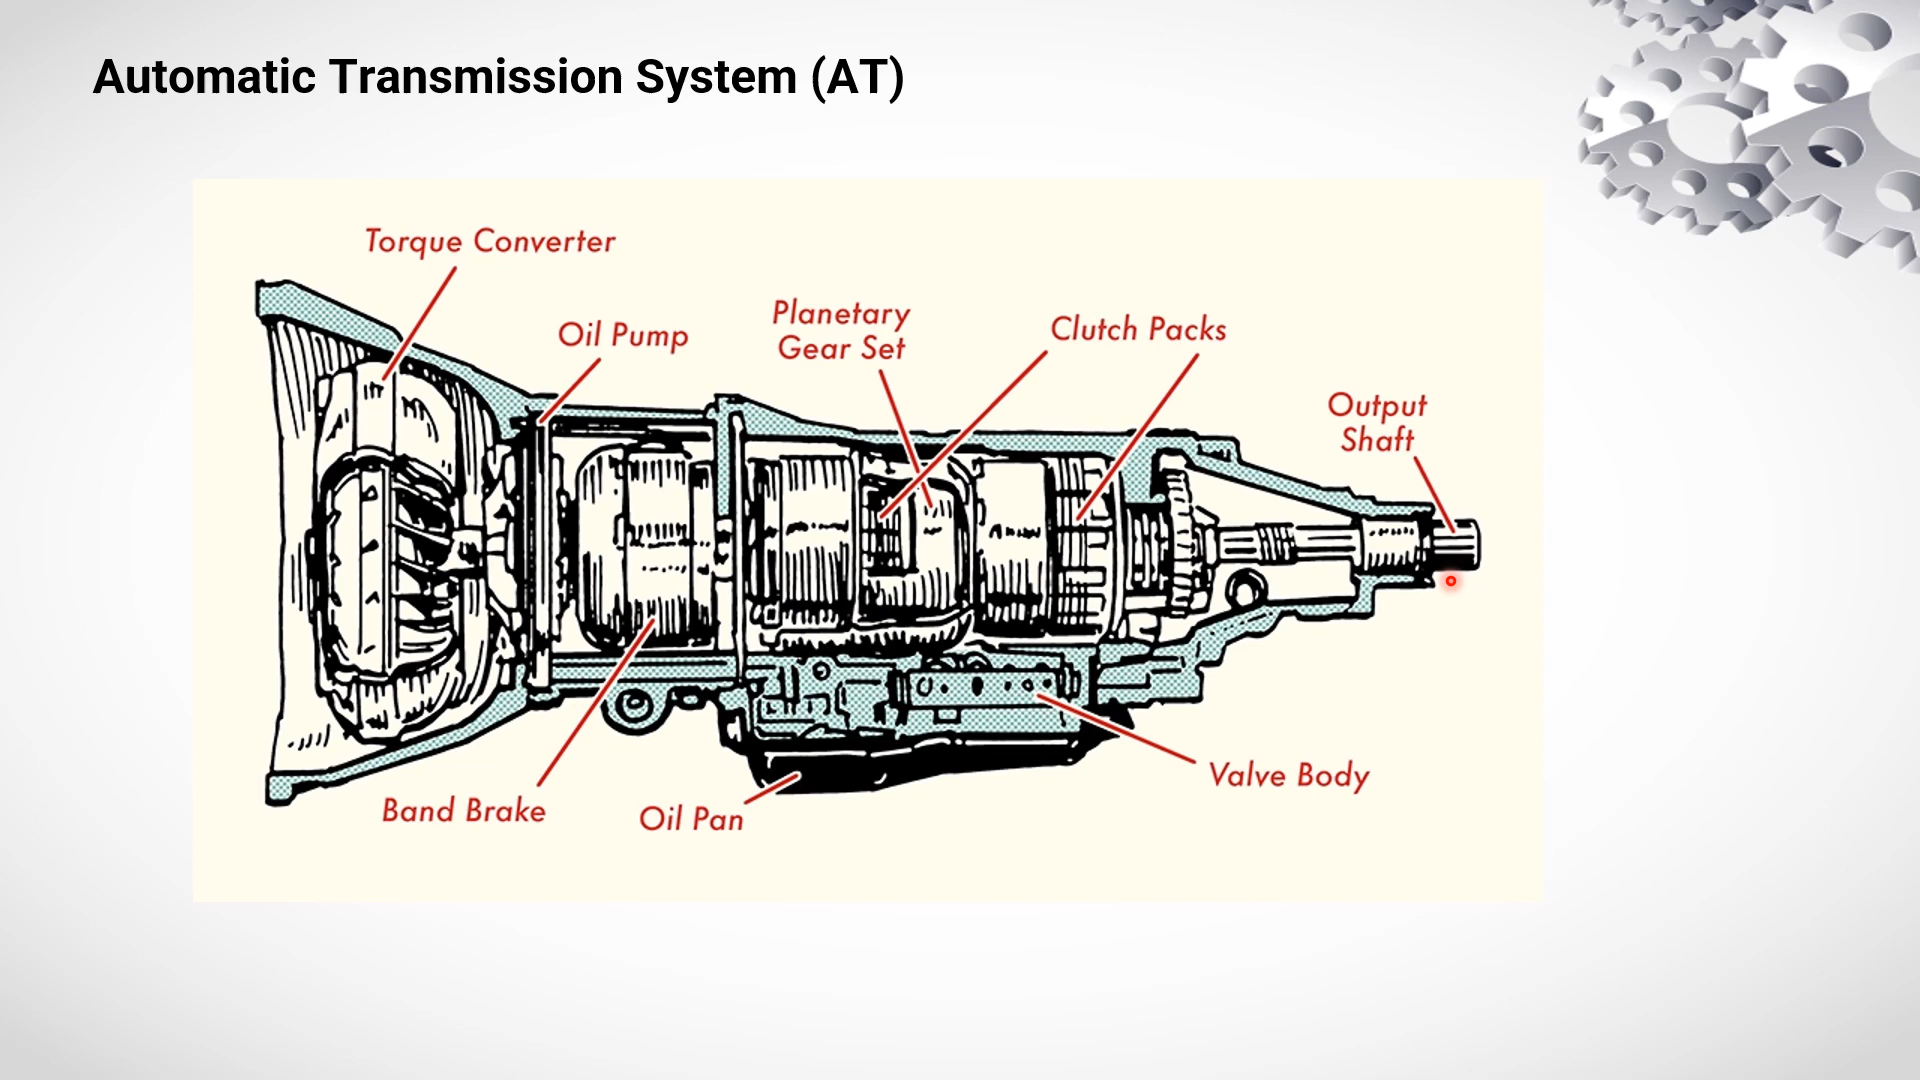 Automatic Transmission System (AT)
Torque Converter
Oil Pump
Planetary
Gear Set
Clutch Packs
Output
Shaft
Band Brake
Oil Pan
Valve Body